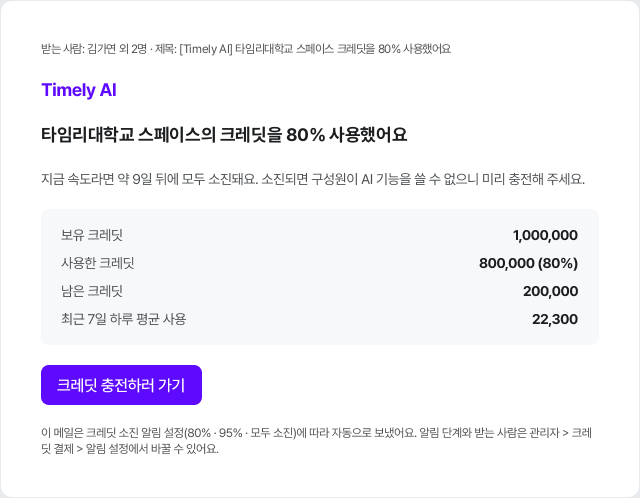 받는 사람: 김가연 외 2명 · 제목: [Timely AI] 타임리대학교 스페이스 크레딧을 80% 사용했어요
Timely AI
타임리대학교 스페이스의 크레딧을 80% 사용했어요
지금 속도라면 약 9일 뒤에 모두 소진돼요. 소진되면 구성원이 AI 기능을 쓸 수 없으니 미리 충전해 주세요.
보유 크레딧 1,000,000
사용한 크레딧 800,000 (80%)
남은 크레딧 200,000
최근 7일 하루 평균 사용 22,300
크레딧 충전하러 가기
이 메일은 크레딧 소진 알림 설정(80% · 95% · 모두 소진)에 따라 자동으로 보냈어요. 알림 단계와 받는 사람은 관리자 > 크레
딧 결제 > 알림 설정에서 바꿀 수 있어요.